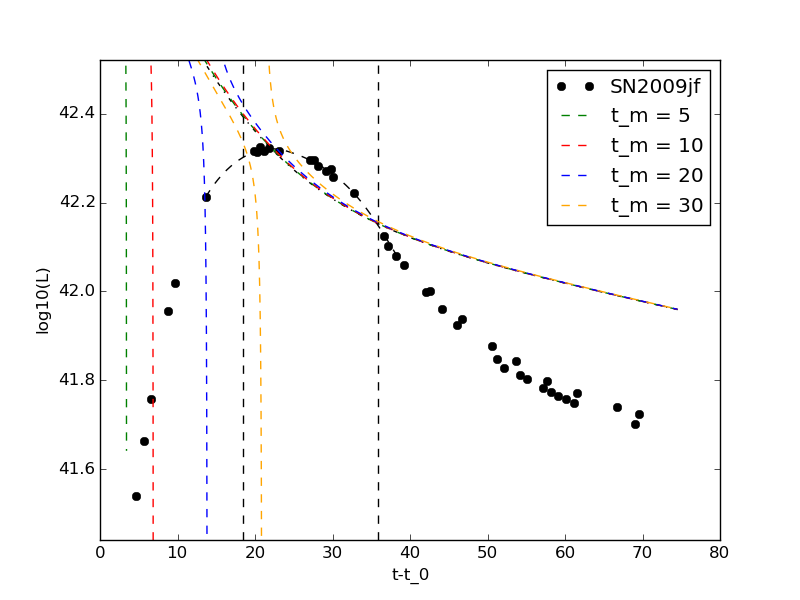 SN2009jf
t_m = 5
t_m = 10
t_m = 20
t_m = 30
42.4
42.2
42.0
41.8
41.6
log10(L)
0 10 20 30 40 50 60 70 80
t-t_0